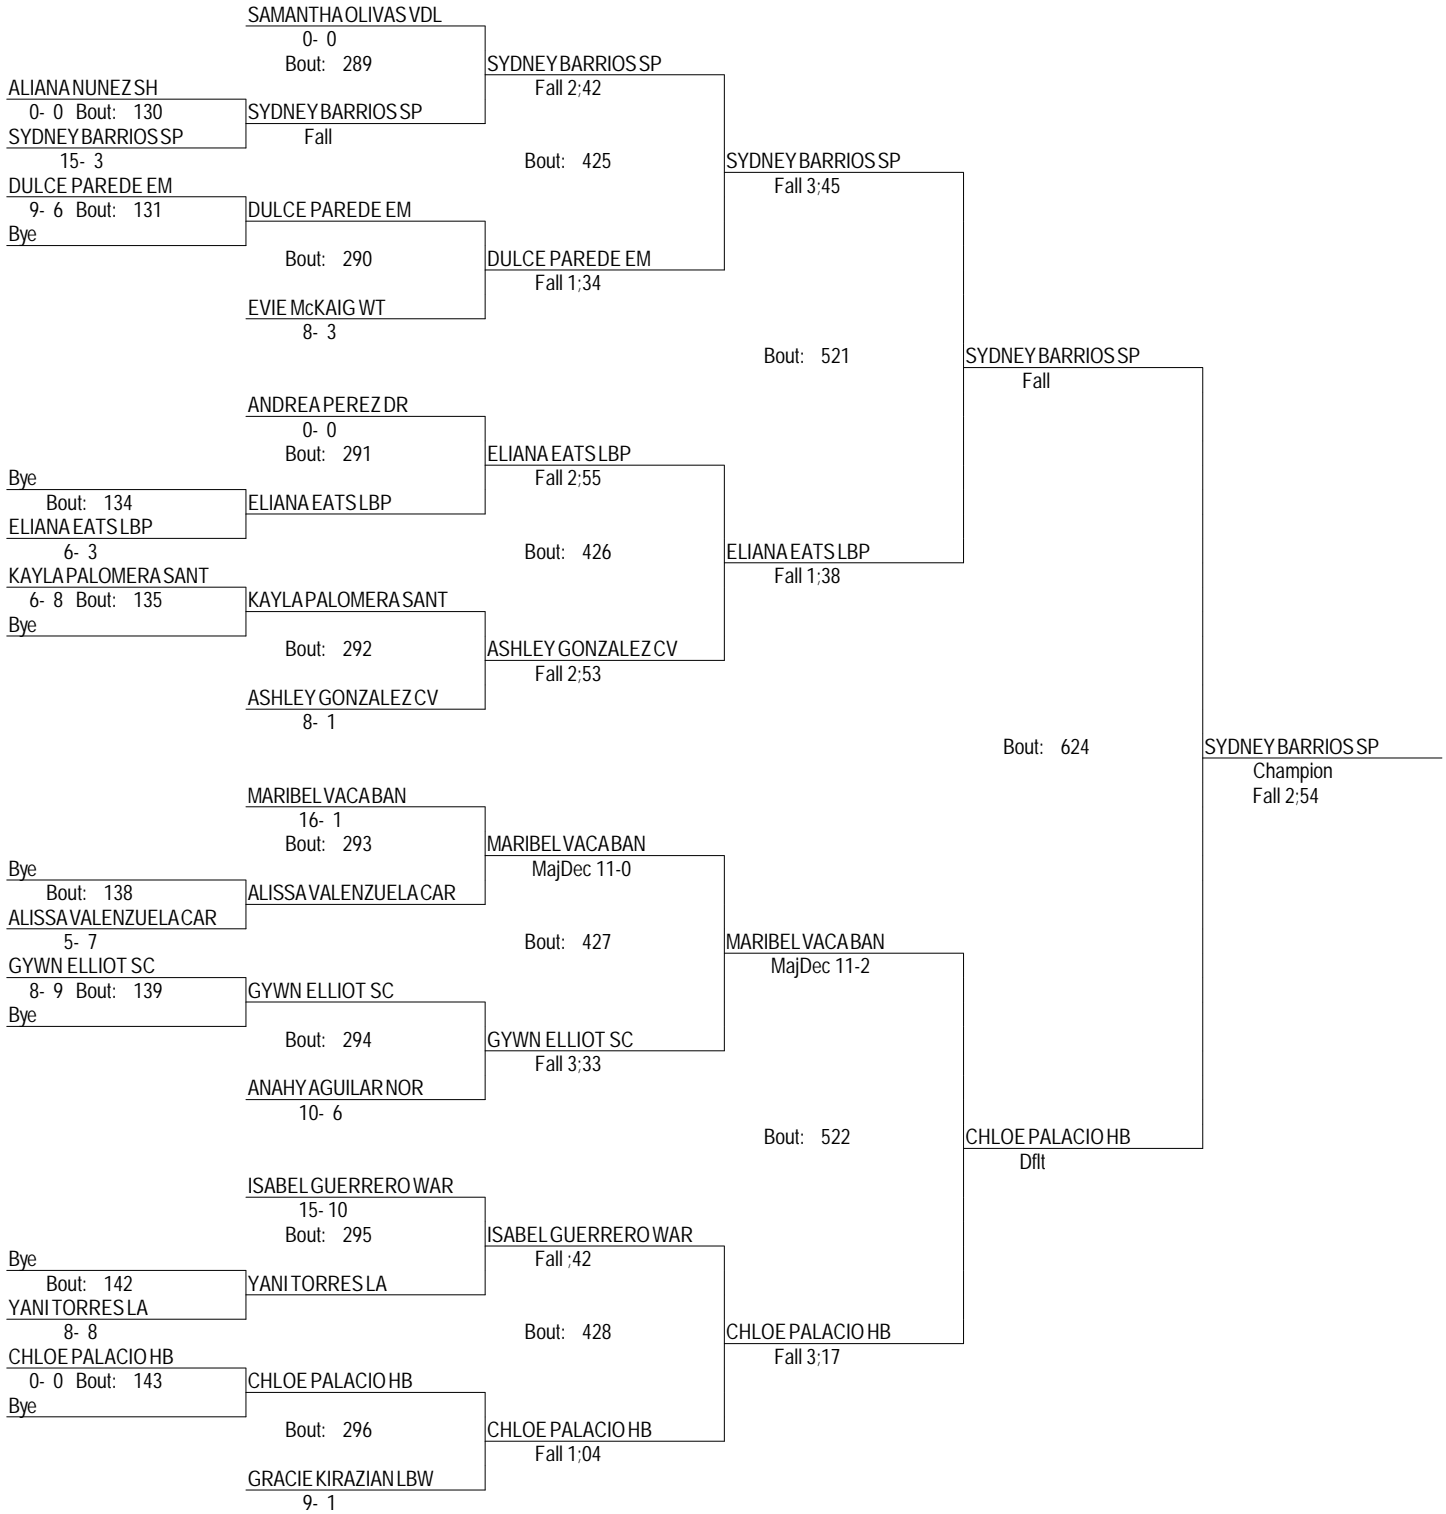 SAMANTHA OLIVAS VDL
0- 0
Bout: 289
SYDNEY BARRIOS SP
Fall 2;42
ALIANA NUNEZ SH
0- 0 Bout: 130
SYDNEY BARRIOS SP
Fall
SYDNEY BARRIOS SP
15- 3
Bout: 425
SYDNEY BARRIOS SP
Fall 3;45
DULCE PAREDE EM
9- 6 Bout: 131
DULCE PAREDE EM
Bye
Bout: 290
DULCE PAREDE EM
Fall 1;34
EVIE McKAIG WT
8- 3
Bout: 521
SYDNEY BARRIOS SP
Fall
ANDREA PEREZ DR
0- 0
Bout: 291
ELIANA EATS LBP
Fall 2;55
Bye
Bout: 134
ELIANA EATS LBP
ELIANA EATS LBP
6- 3
Bout: 426
ELIANA EATS LBP
Fall 1;38
KAYLA PALOMERA SANT
6- 8 Bout: 135
KAYLA PALOMERA SANT
Bye
Bout: 292
ASHLEY GONZALEZ CV
Fall 2;53
ASHLEY GONZALEZ CV
8- 1
Bout: 624
SYDNEY BARRIOS SP
Champion
Fall 2;54
MARIBEL VACA BAN
16- 1
Bout: 293
MARIBEL VACA BAN
MajDec 11-0
Bye
Bout: 138
ALISSA VALENZUELA CAR
ALISSA VALENZUELA CAR
5- 7
Bout: 427
MARIBEL VACA BAN
MajDec 11-2
GYWN ELLIOT SC
8- 9 Bout: 139
GYWN ELLIOT SC
Bye
Bout: 294
GYWN ELLIOT SC
Fall 3;33
ANAHY AGUILAR NOR
10- 6
Bout: 522
CHLOE PALACIO HB
Dflt
ISABEL GUERRERO WAR
15- 10
Bout: 295
ISABEL GUERRERO WAR
Fall ;42
Bye
Bout: 142
YANI TORRES LA
YANI TORRES LA
8- 8
Bout: 428
CHLOE PALACIO HB
Fall 3;17
CHLOE PALACIO HB
0- 0 Bout: 143
CHLOE PALACIO HB
Bye
Bout: 296
CHLOE PALACIO HB
Fall 1;04
GRACIE KIRAZIAN LBW
9- 1